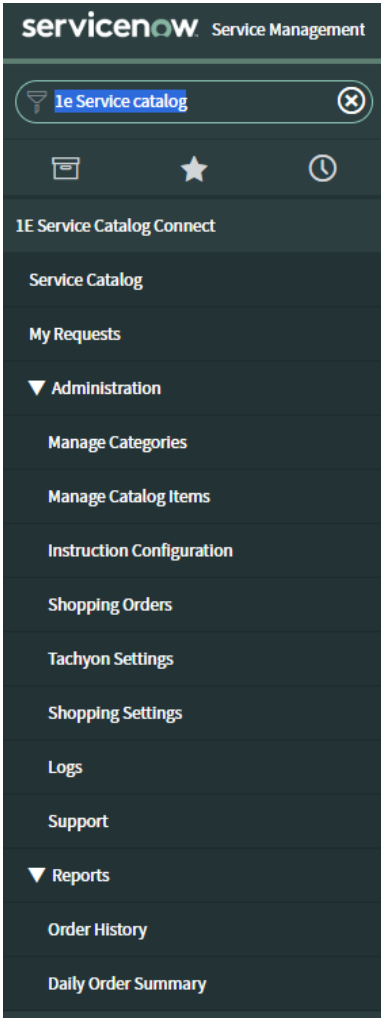 servicenow. Service Management
1e Service catalog
1E Service Catalog Connect
Service Catalog
My Requests
Administration
Manage Categories
Manage Catalog Items
Instruction Configuration
Shopping Orders
Tachyon Settings
Shopping Settings
Logs
Support
Reports
Order History
Daily Order Summary